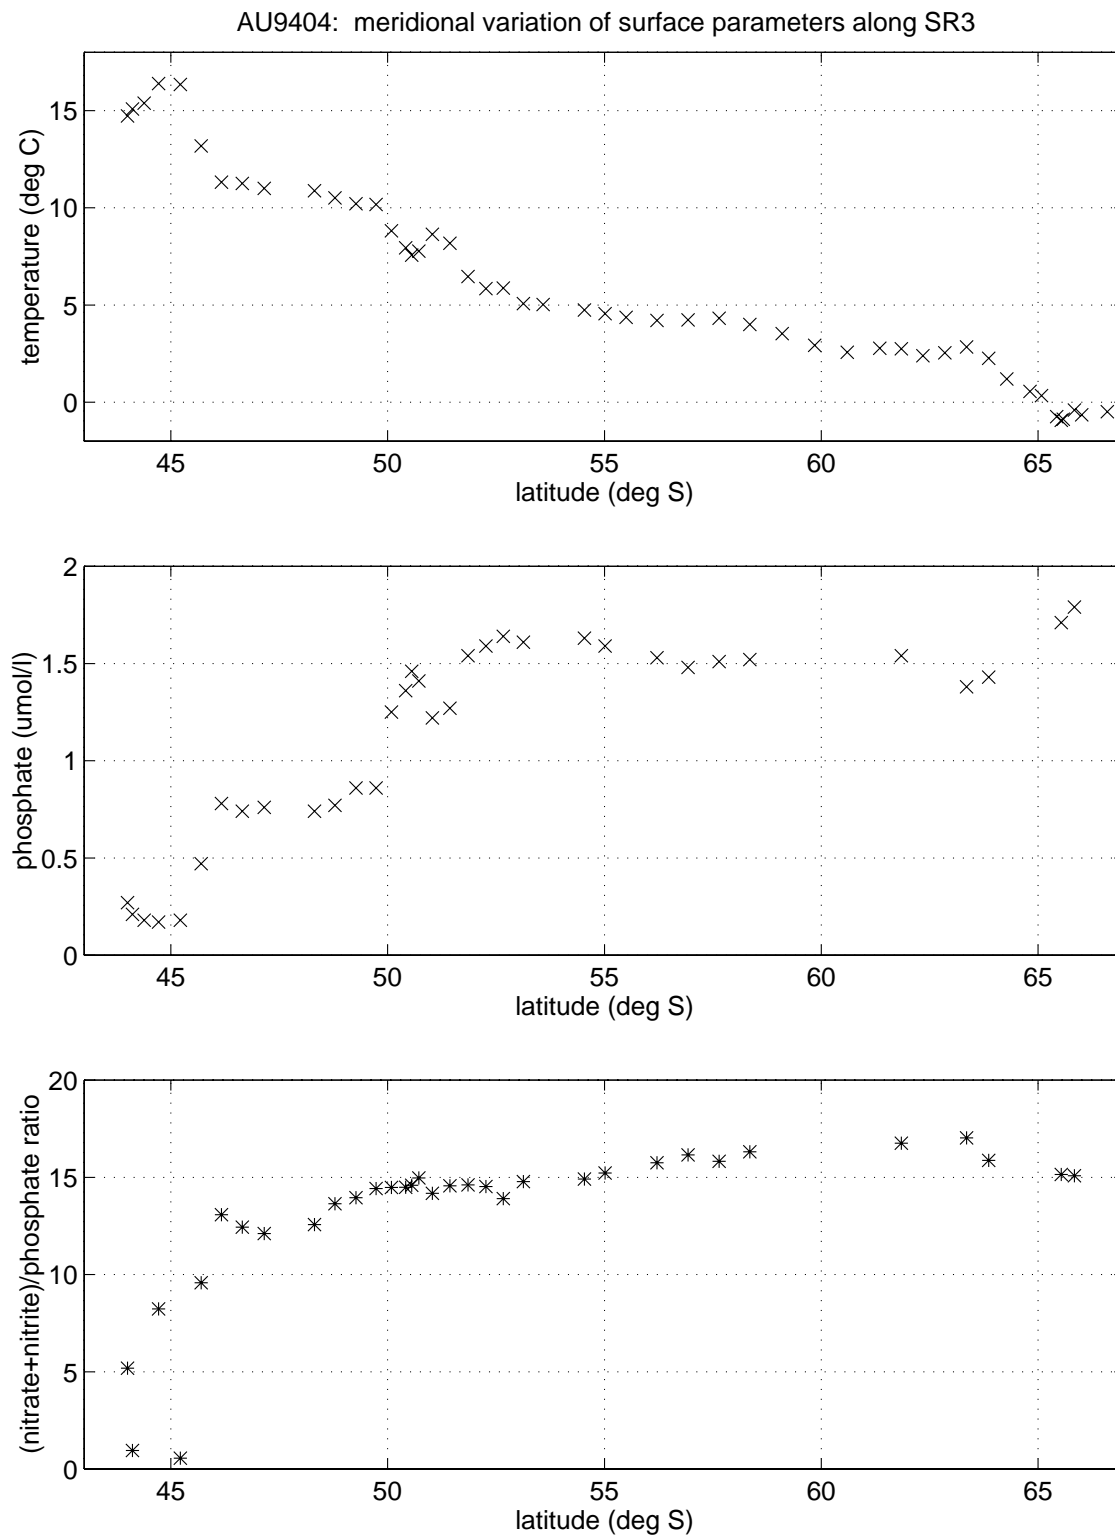 AU9404: meridional variation of surface parameters along SR3
temperature (deg C)
15
10
5
0
45 50 55 60 65
latitude (deg S)
phosphate (umol/l)
2
1.5
1
0.5
0
45 50 55 60 65
latitude (deg S)
(nitrate+nitrite)/phosphate ratio
20
15
10
5
0
45 50 55 60 65
latitude (deg S)